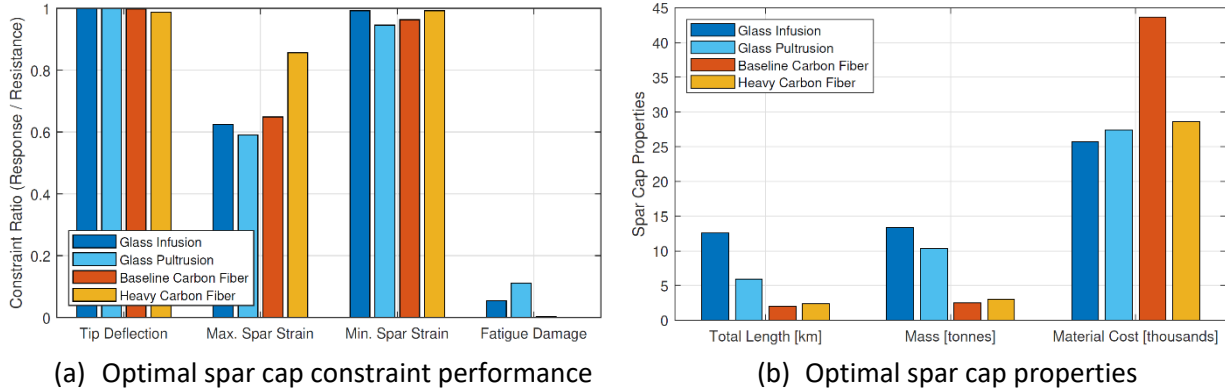 Constraint Ratio (Response / Resistance)
1
0.8
0.6
0.4
0.2
0
Glass Infusion
Glass Pultrusion
Baseline Carbon Fiber
Heavy Carbon Fiber
Tip Deflection
Max. Spar Strain
Min. Spar Strain
Fatigue Damage
(a) Optimal spar cap constraint performance
Spar Cap Properties
45
40
35
30
25
20
15
10
5
0
Glass Infusion
Glass Pultrusion
Baseline Carbon Fiber
Heavy Carbon Fiber
Total Length [km]
Mass [tonnes]
Material Cost [thousands]
(b) Optimal spar cap properties